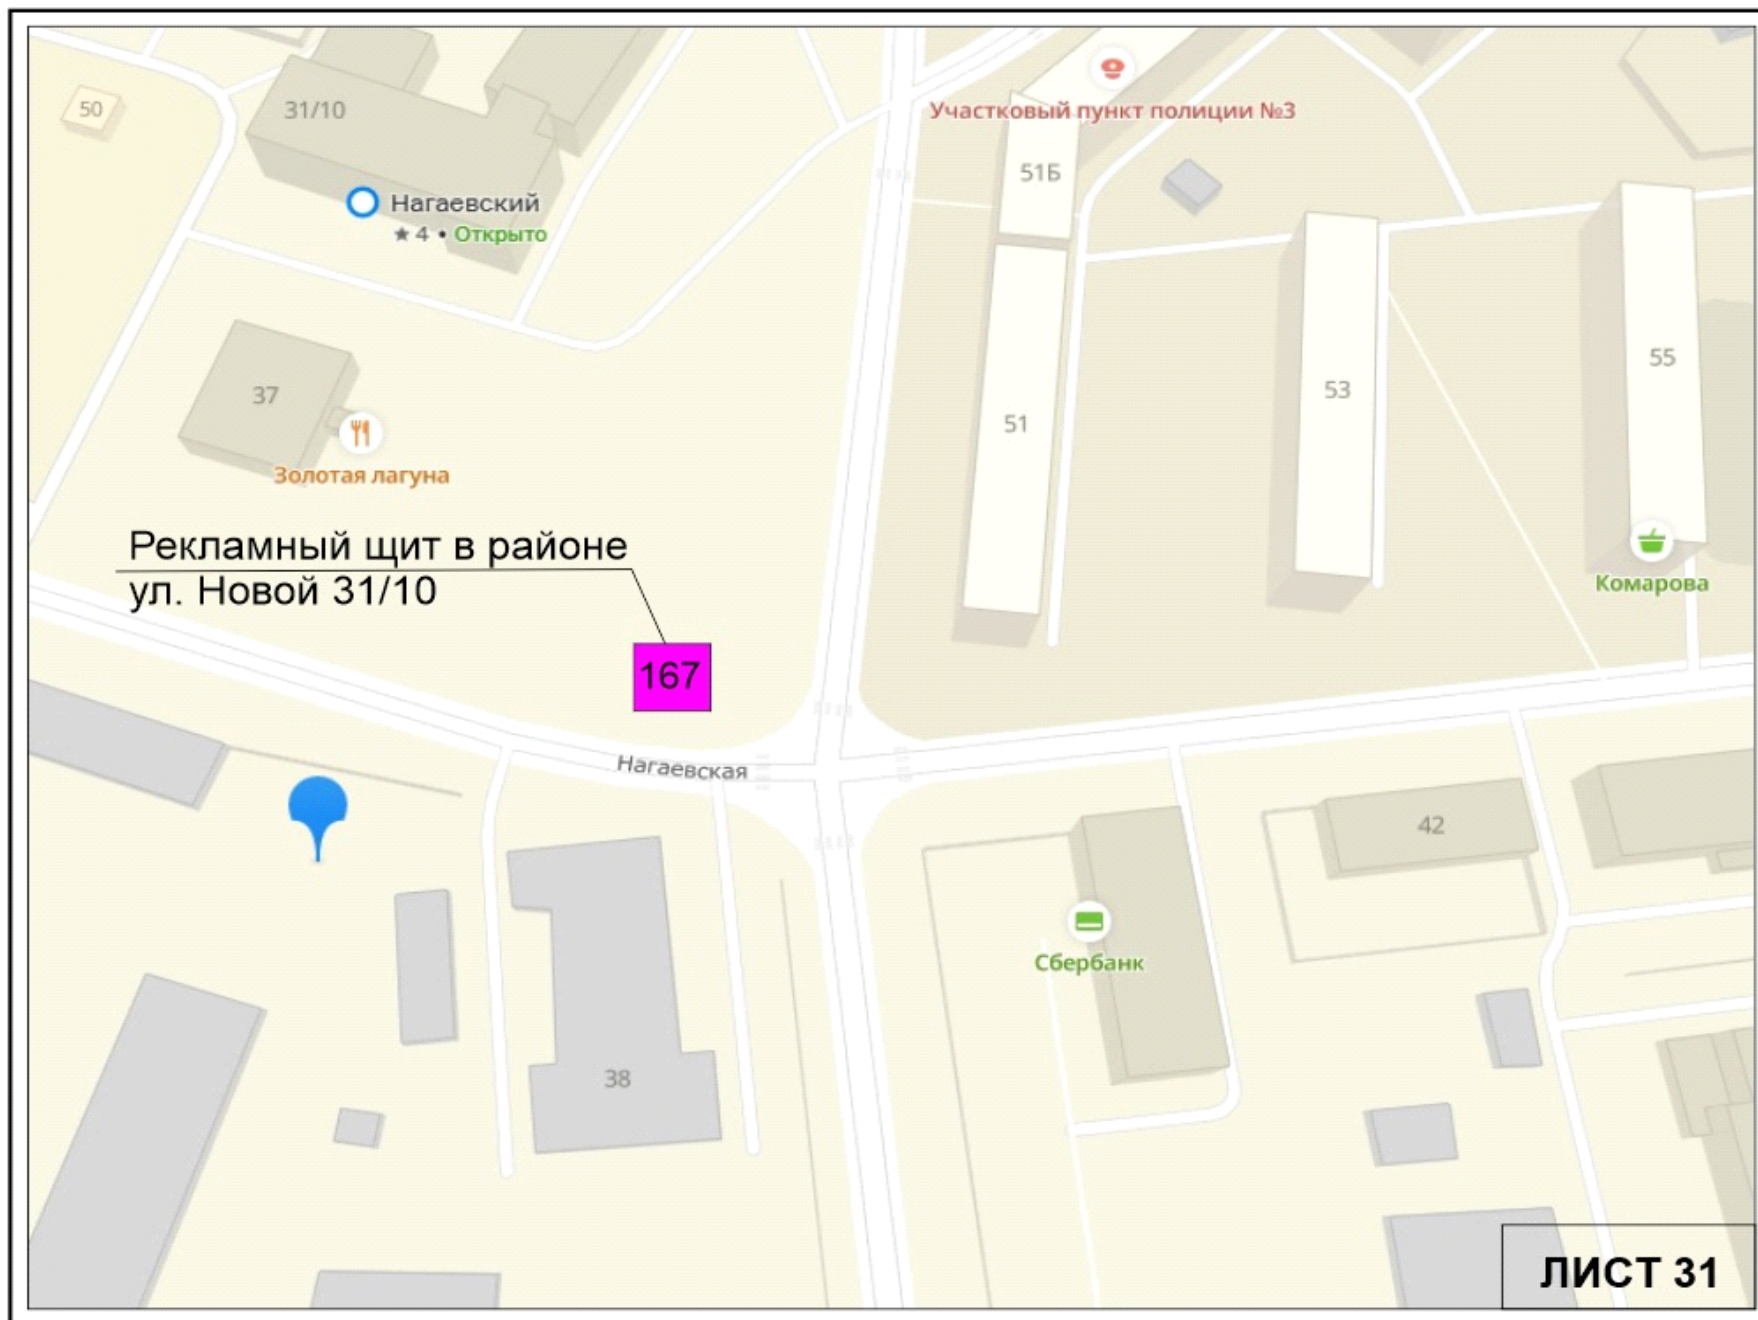 50
31/10
Участковый пункт полиции №3
51Б
Нагаевский
★ 4 • Открыто
37
Золотая лагуна
51
53
55
Комарова
Рекламный щит в районе
ул. Новой 31/10
167
Нагаевская
42
Сбербанк
38
ЛИСТ 31